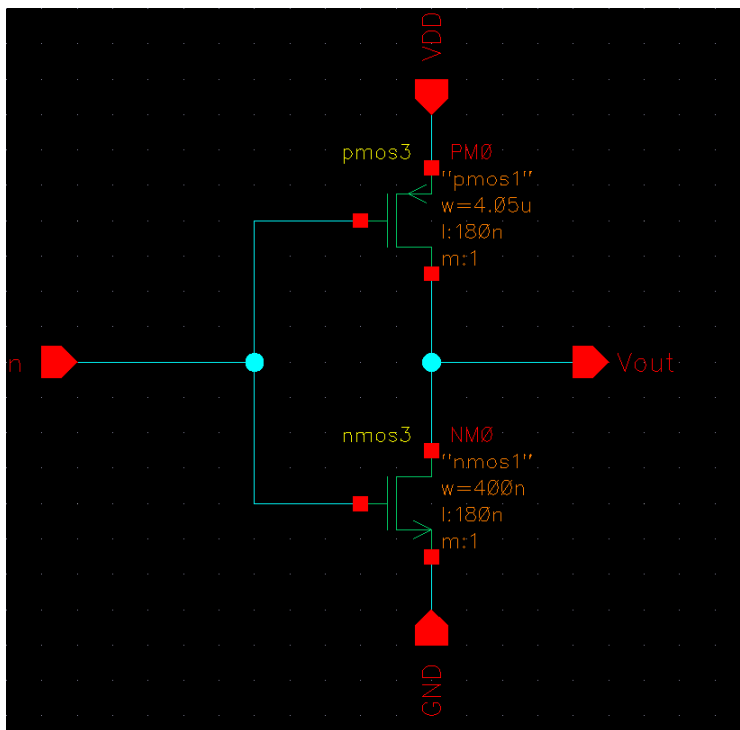 VDD
pmos3
PM0
"pmos1"
w=4.05u
l:180n
m:1
n
Vout
nmos3
NM0
"nmos1"
w=400n
l:180n
m:1
GND